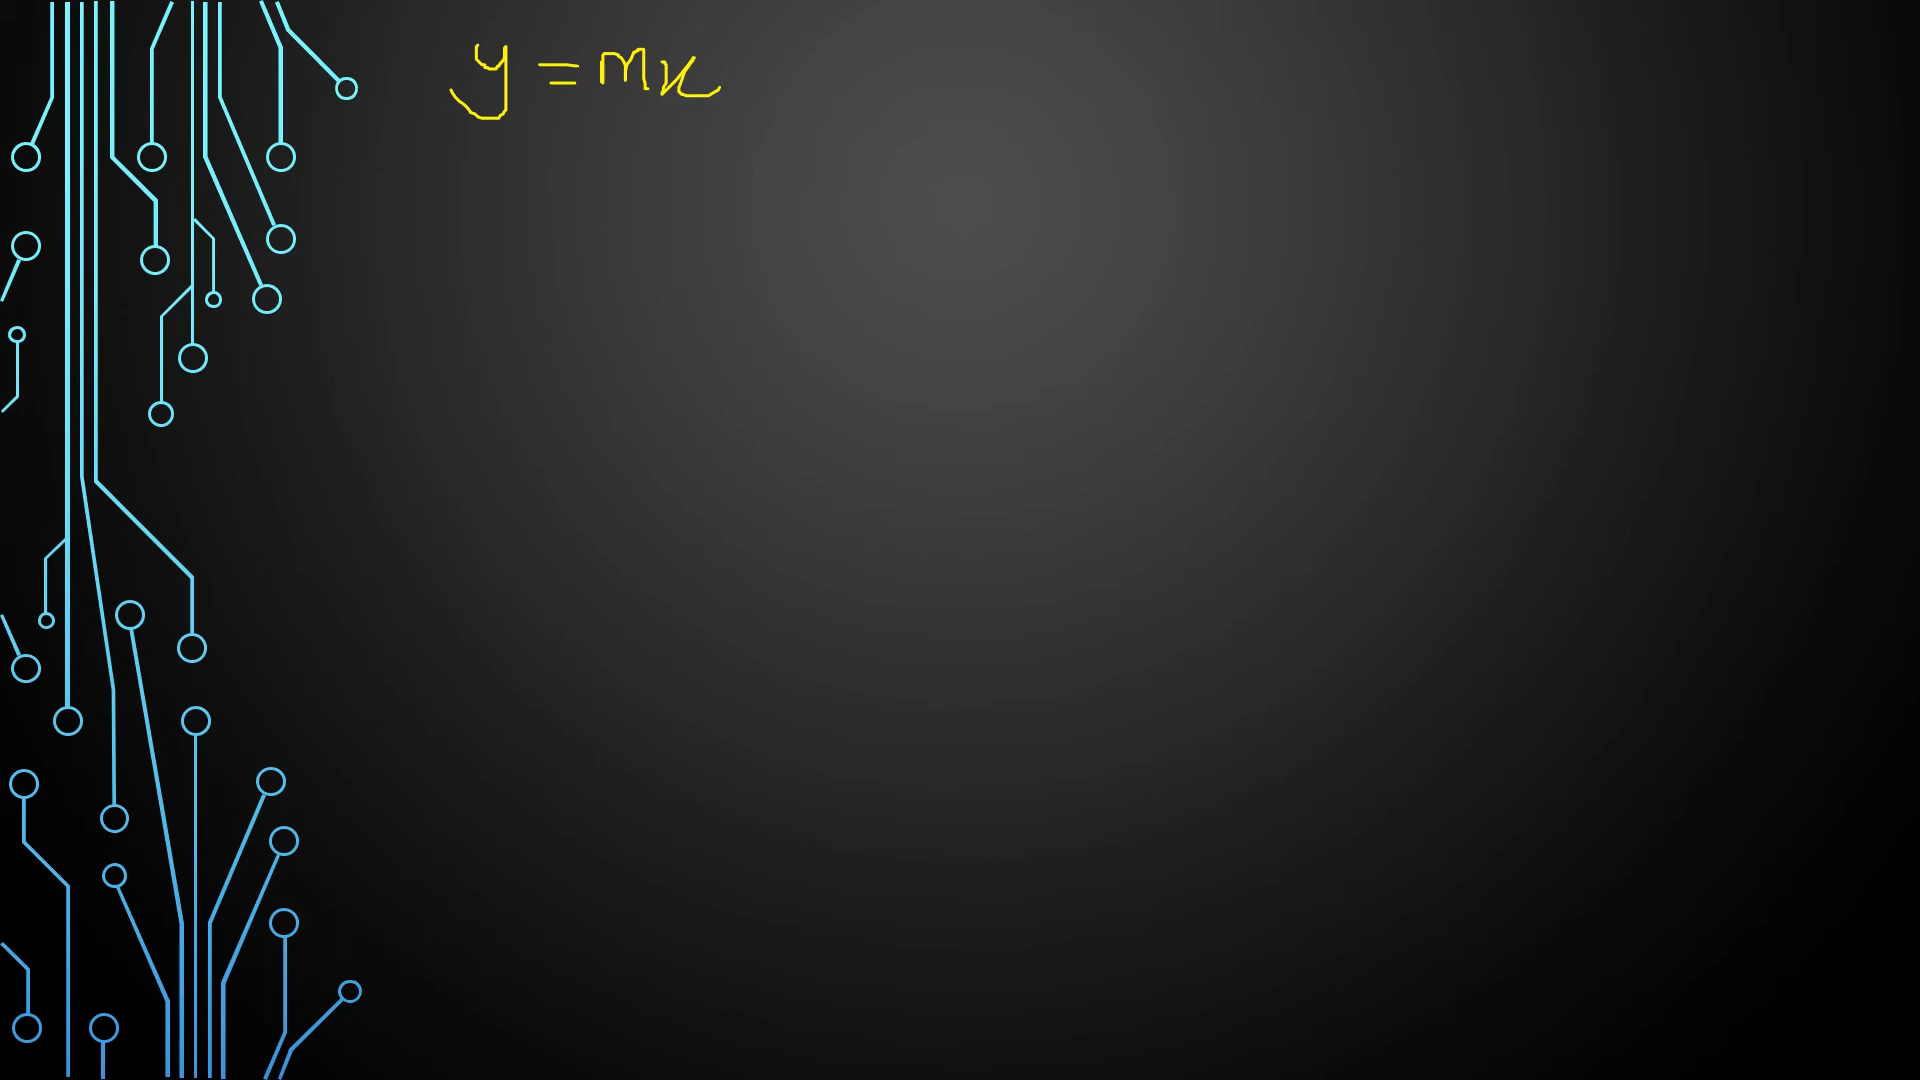 y = mx